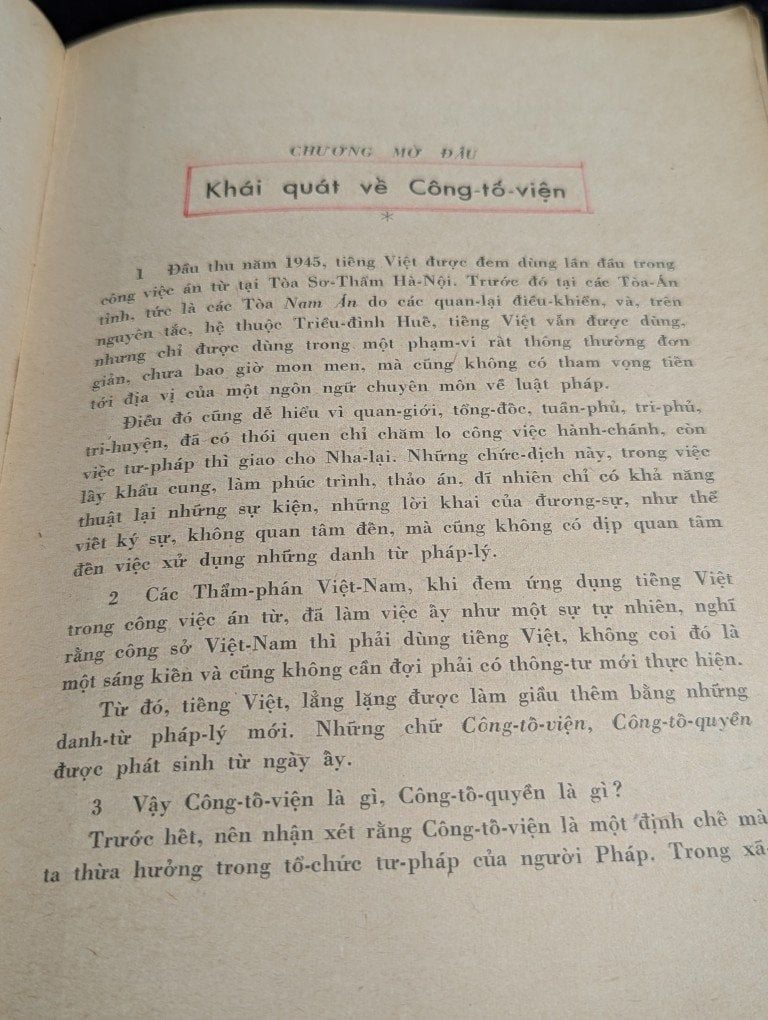 CHƯƠNG MỞ ĐẦU
Khái quát về Công-tố-viện
*
1 Đầu thu năm 1945, tiếng Việt được đem dùng lần đầu trong
công việc án từ tại Tòa Sơ-Thẩm Hà-Nội. Trước đó tại các Tòa-Án
tỉnh, tức là các Tòa Nam Án do các quan-lại điều-khiển, và, trên
nguyên tắc, hệ thuộc Triều-đình Huế, tiếng Việt vẫn được dùng,
nhưng chỉ được dùng trong một phạm-vi rất thông thường đơn
giản, chưa bao giờ mon men, mà cũng không có tham vọng tiến
tới địa vị của một ngôn ngữ chuyên môn về luật pháp.
Điều đó cũng dễ hiểu vì quan-giới, tổng-đốc, tuần-phủ, tri-phủ,
tri-huyện, đã có thói quen chỉ chăm lo công việc hành-chánh, còn
việc tư-pháp thì giao cho Nha-lại. Những chức-dịch này, trong việc
lấy khẩu cung, làm phúc trình, thảo án, dĩ nhiên chỉ có khả năng
thuật lại những sự kiện, những lời khai của đương-sự, như thể
viết ký sự, không quan tâm đến, mà cũng không có dịp quan tâm
đến việc xử dụng những danh từ pháp-lý.
2 Các Thẩm-phán Việt-Nam, khi đem ứng dụng tiếng Việt
trong công việc án từ, đã làm việc ấy như một sự tự nhiên, nghĩ
rằng công sở Việt-Nam thì phải dùng tiếng Việt, không coi đó là
một sáng kiến và cũng không cần đợi phải có thông-tư mới thực hiện.
Từ đó, tiếng Việt, lẳng lặng được làm giầu thêm bằng những
danh-từ pháp-lý mới. Những chữ Công-tố-viện, Công-tố-quyền
được phát sinh từ ngày ấy.
3 Vậy Công-tố-viện là gì, Công-tố-quyền là gì?
Trước hết, nên nhận xét rằng Công-tố-viện là một định chế mà
ta thừa hưởng trong tổ-chức tư-pháp của người Pháp. Trong xã-